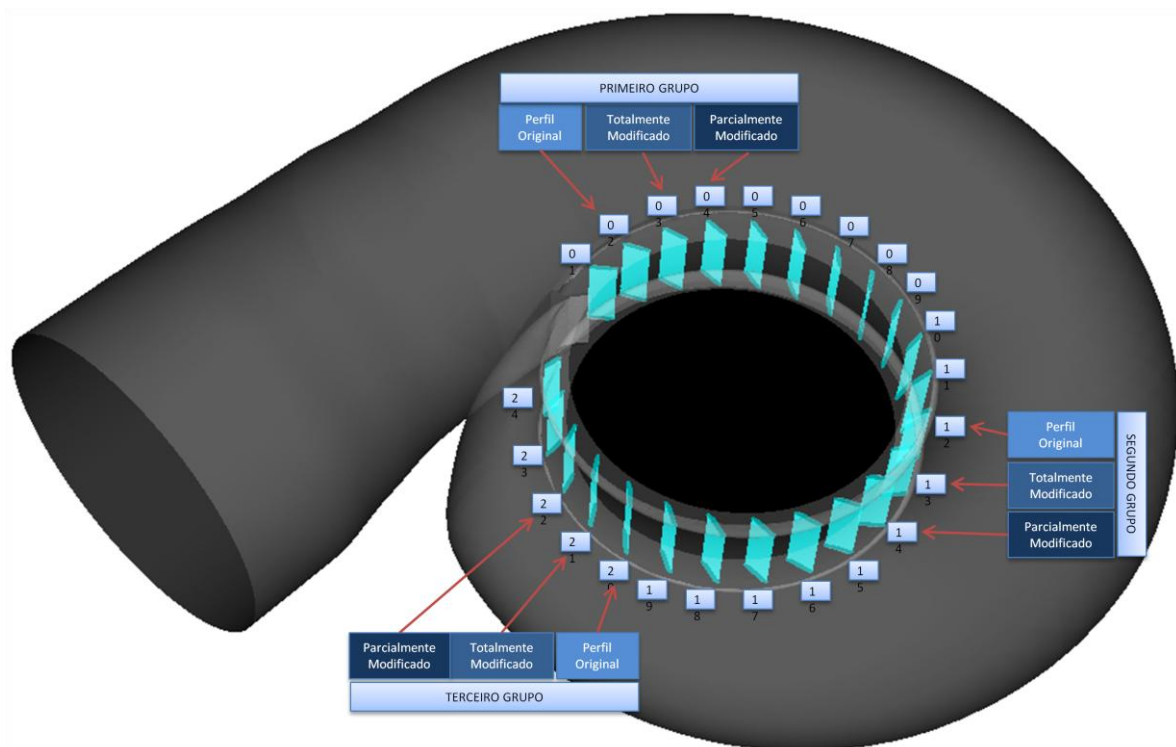 PRIMEIRO GRUPO
Perfil
Original
Totalmente
Modificado
Parcialmente
Modificado
0
1
0
2
0
3
0
4
0
5
0
6
0
7
0
8
0
9
1
0
1
1
1
2
1
3
1
4
1
5
1
6
1
7
1
8
1
9
2
0
2
1
2
2
2
3
2
4
Perfil
Original
Totalmente
Modificado
Parcialmente
Modificado
SEGUNDO GRUPO
Parcialmente
Modificado
Totalmente
Modificado
Perfil
Original
TERCEIRO GRUPO